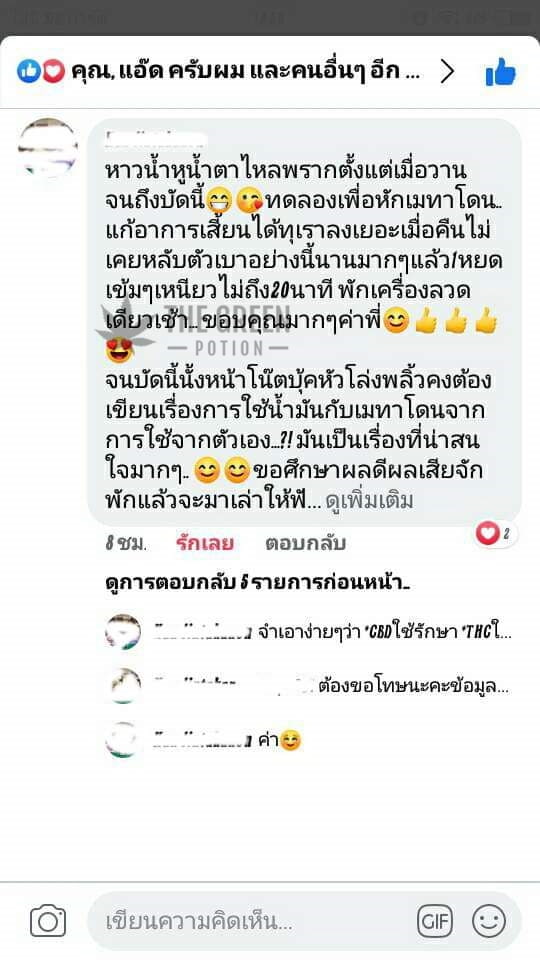 คุณ, แอ๊ด ครับผม และคนอื่นๆ อีก ...
หาวน้ำหูน้ำตาไหลพรากตั้งแต่เมื่อวาน
จนถึงบัดนี้😁😘ทดลองเพื่อหักเมทาโดน..
แก้อาการเสี้ยนได้ทุเราลงเยอะเมื่อคืนไม่
เคยหลับตัวเบาอย่างนี้นานมากๆแล้ว1หยด
เข้มๆเหนียวไม่ถึง20นาที พักเครื่องลวด
เดียวเช้า... ขอบคุณมากๆค่าพี่😊👍👍👍
😍
THE GREEN
POTION
จนบัดนี้นั้งหน้าโน๊ตบุ้คหัวโล่งพลิ้วคงต้อง
เขียนเรื่องการใช้น้ำมันกับเมทาโดนจาก
การใช้จากตัวเอง...?! มันเป็นเรื่องที่น่าสน
ใจมากๆ.. 😊😊ขอศึกษาผลดีผลเสียจัก
พักแล้วจะมาเล่าให้ฟั... ดูเพิ่มเติม
8 ชม. รักเลย ตอบกลับ 2
ดูการตอบกลับ 5 รายการก่อนหน้า..
จำเอาง่ายๆว่า *CBDใช้รักษา *THCใ...
ต้องขอโทษนะคะข้อมูล...
ค่า☺️
เขียนความคิดเห็น... GIF